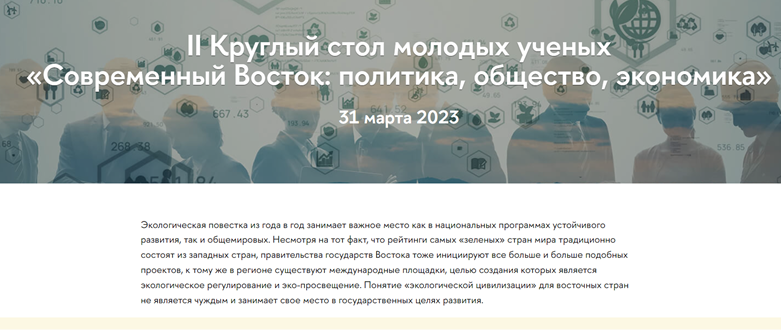 II Круглый стол молодых ученых
«Современный Восток: политика, общество, экономика»
31 марта 2023
667.43
641.52
268.38
536.85
Экологическая повестка из года в год занимает важное место как в национальных программах устойчивого
развития, так и общемировых. Несмотря на тот факт, что рейтинги самых «зеленых» стран мира традиционно
состоят из западных стран, правительства государств Востока тоже инициируют все больше и больше подобных
проектов, к тому же в регионе существуют международные площадки, целью создания которых является
экологическое регулирование и эко-просвещение. Понятие «экологической цивилизации» для восточных стран
не является чуждым и занимает свое место в государственных целях развития.